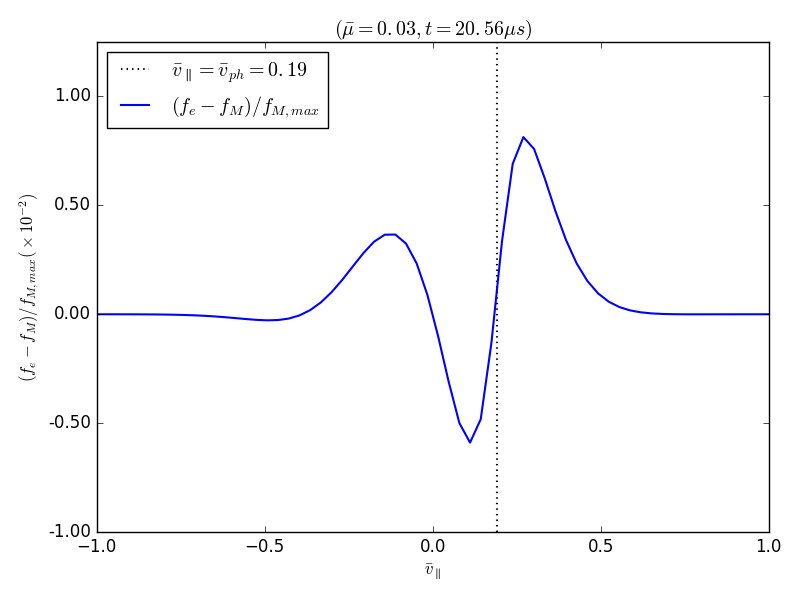 (μ̄ = 0.03, t = 20.56μs)
v̄∥ = v̄ph = 0.19
(fe − fM)/fM,max
1.00
0.50
0.00
-0.50
-1.00
(fe − fM)/fM,max(×10⁻²)
−1.0 −0.5 0.0 0.5 1.0
v̄∥